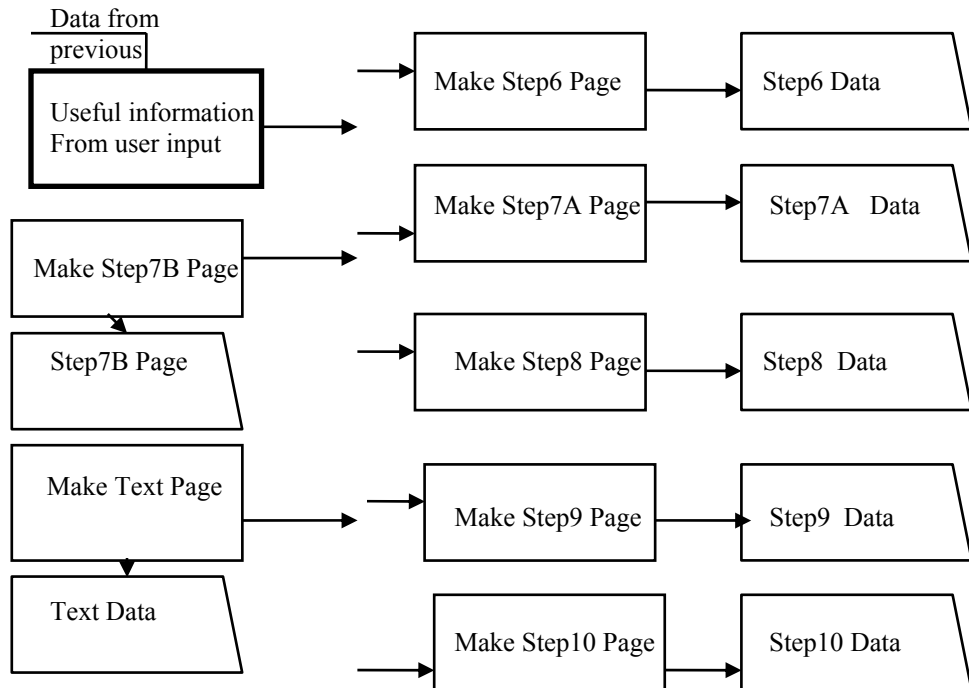 Data from
previous
Useful information
From user input
Make Step7B Page
Step7B Page
Make Text Page
Text Data
Make Step6 Page
Step6 Data
Make Step7A Page
Step7A Data
Make Step8 Page
Step8 Data
Make Step9 Page
Step9 Data
Make Step10 Page
Step10 Data